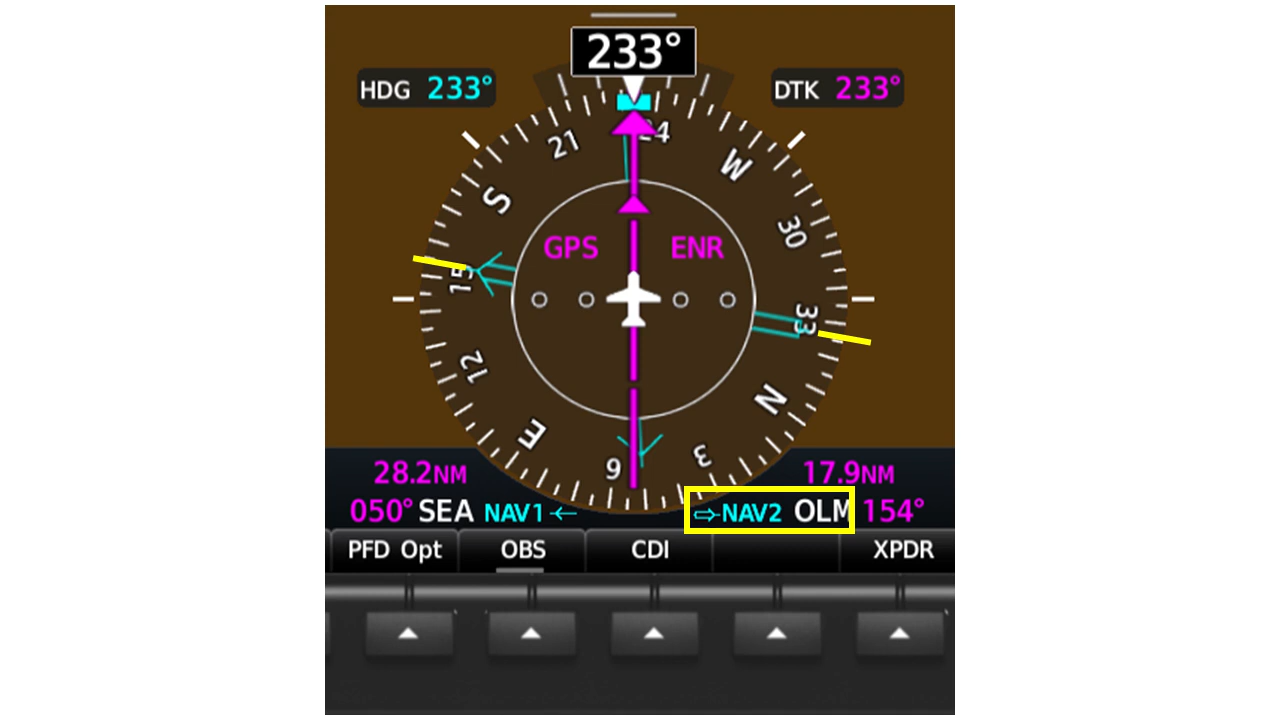 233°
HDG 233°
DTK 233°
21
24
S
W
30
GPS
ENR
15
33
12
N
E
6
3
28.2NM
17.9NM
050° SEA NAV1
NAV2 OLM 154°
PFD Opt
OBS
CDI
XPDR